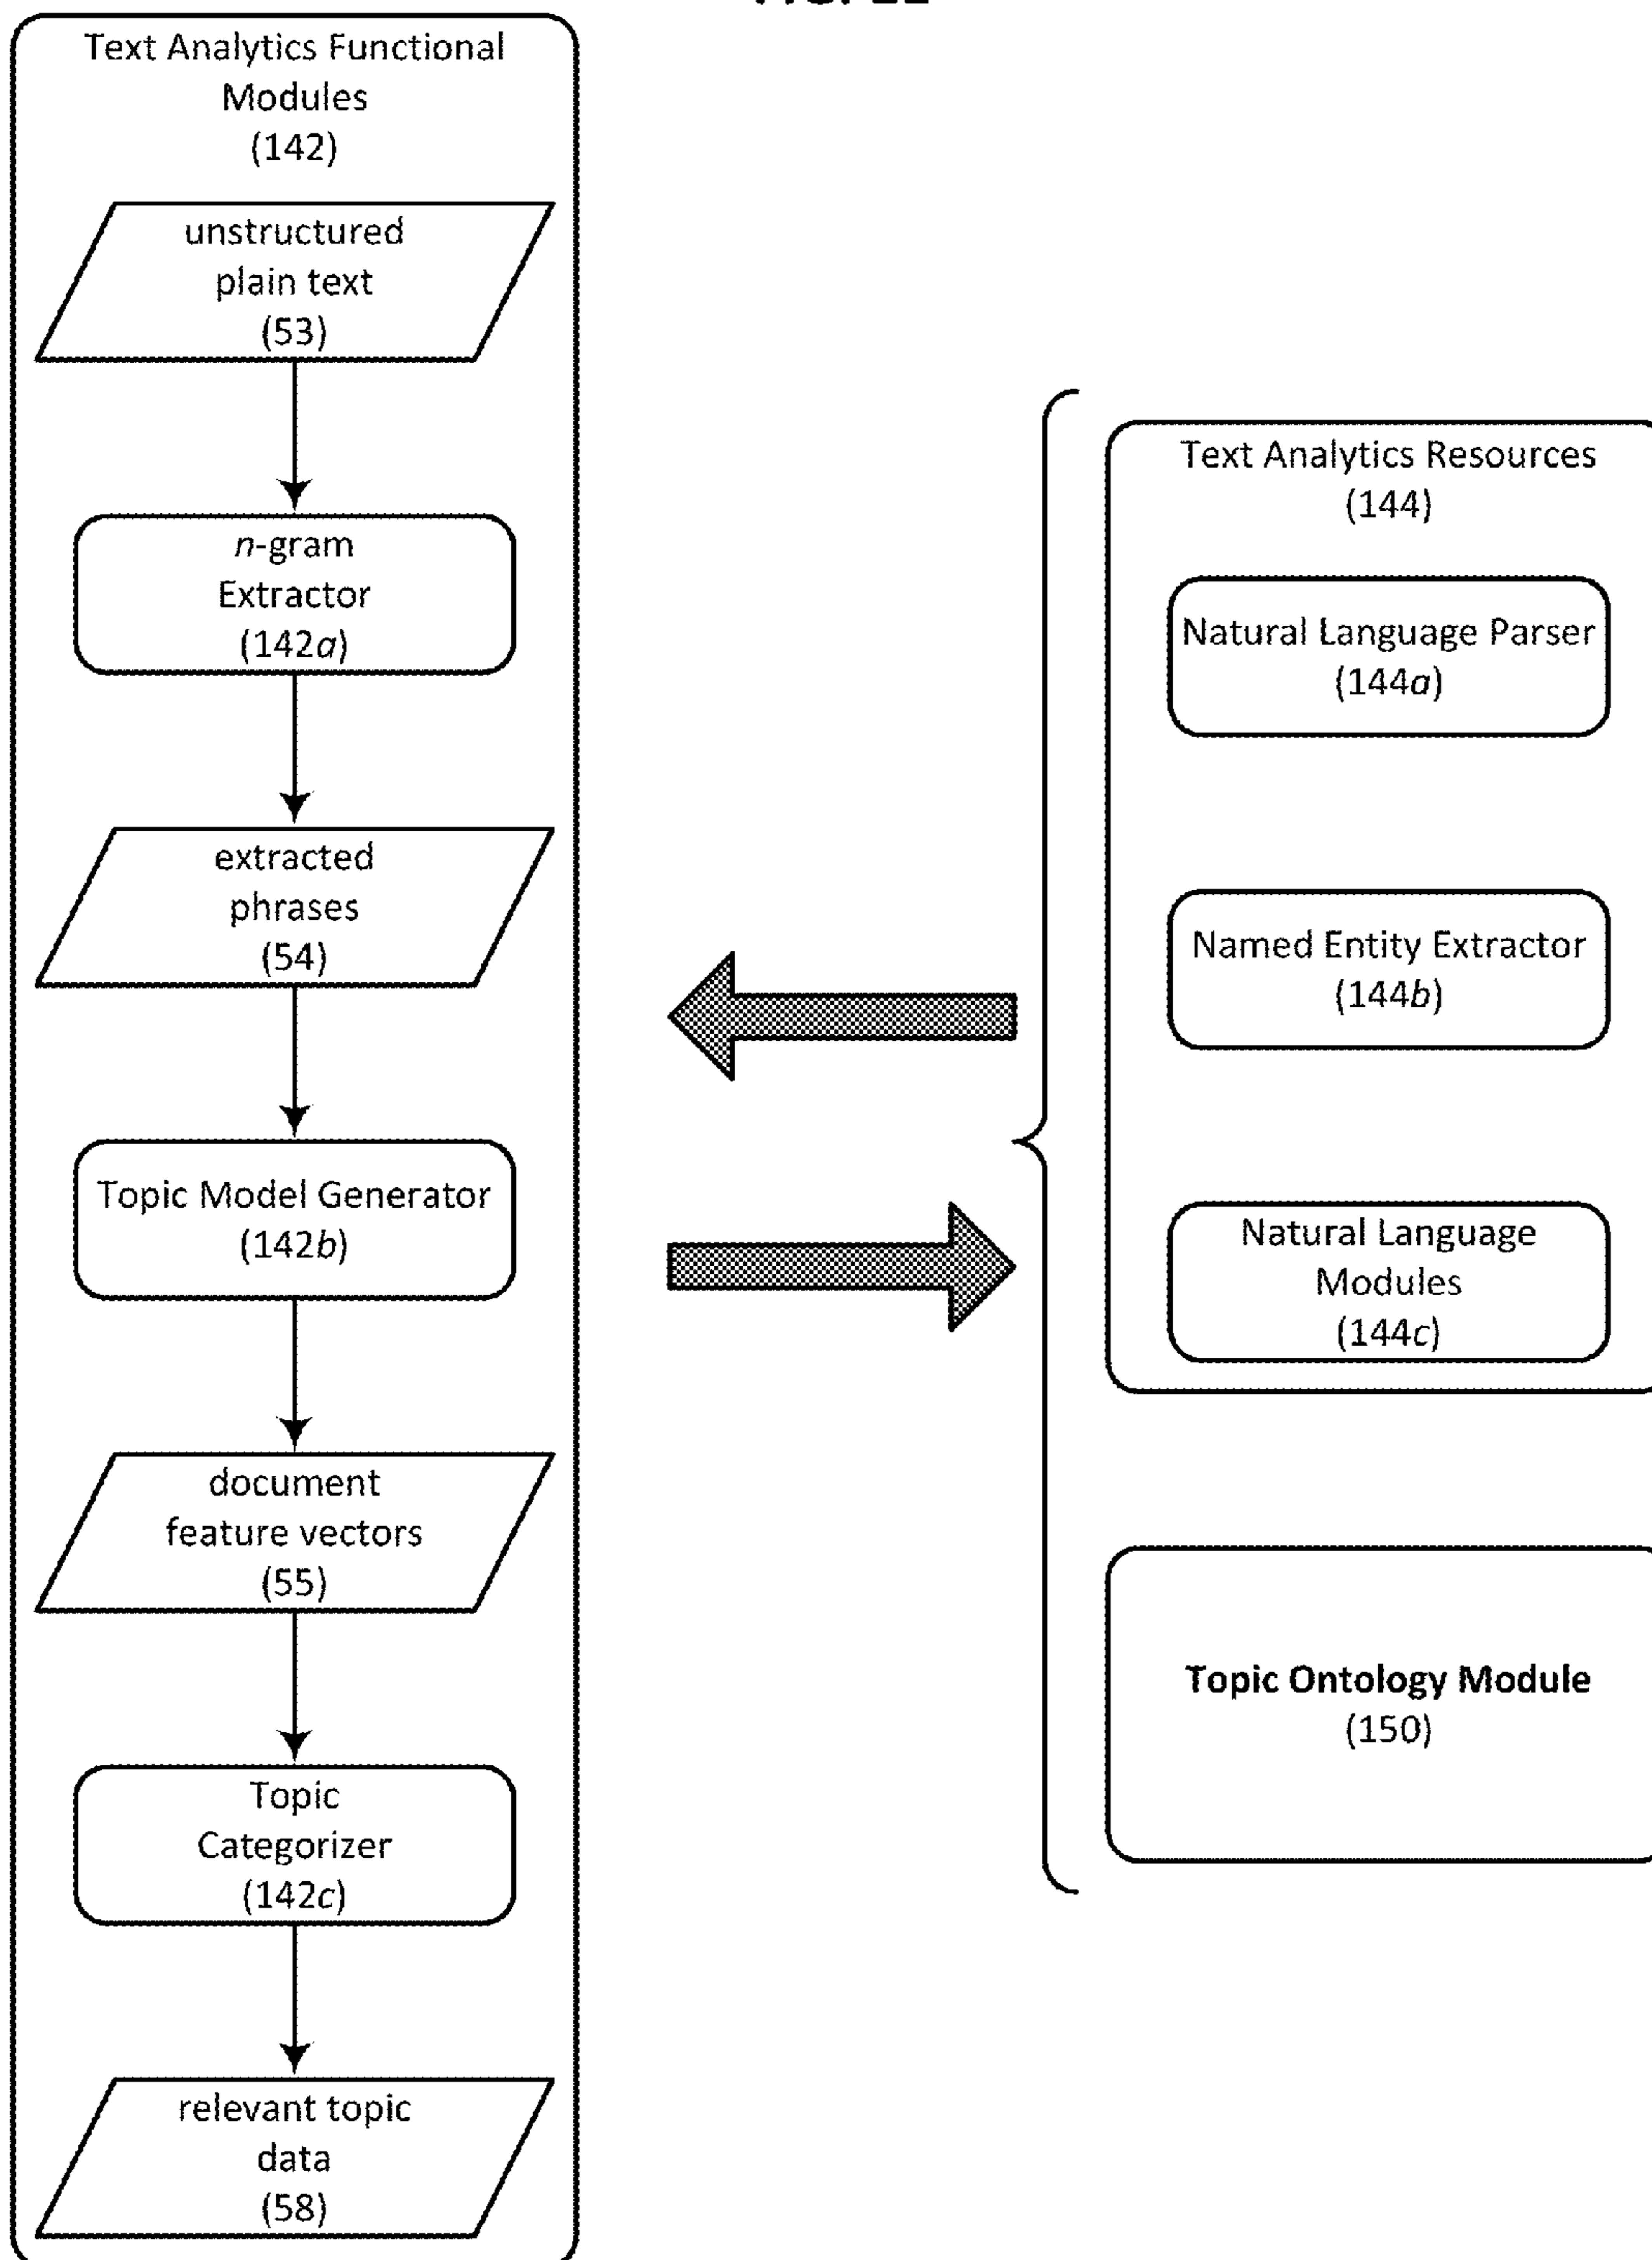 Text Analytics Functional
Modules
(142)
unstructured
plain text
(53)
n-gram
Extractor
(142a)
extracted
phrases
(54)
Topic Model Generator
(142b)
document
feature vectors
(55)
Topic
Categorizer
(142c)
relevant topic
data
(58)
Text Analytics Resources
(144)
Natural Language Parser
(144a)
Named Entity Extractor
(144b)
Natural Language
Modules
(144c)
Topic Ontology Module
(150)